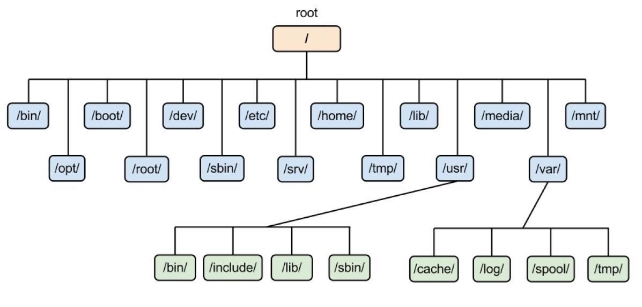 root
/
/bin/ /boot/ /dev/ /etc/ /home/ /lib/ /media/ /mnt/
/opt/ /root/ /sbin/ /srv/ /tmp/ /usr/ /var/
/bin/ /include/ /lib/ /sbin/ /cache/ /log/ /spool/ /tmp/